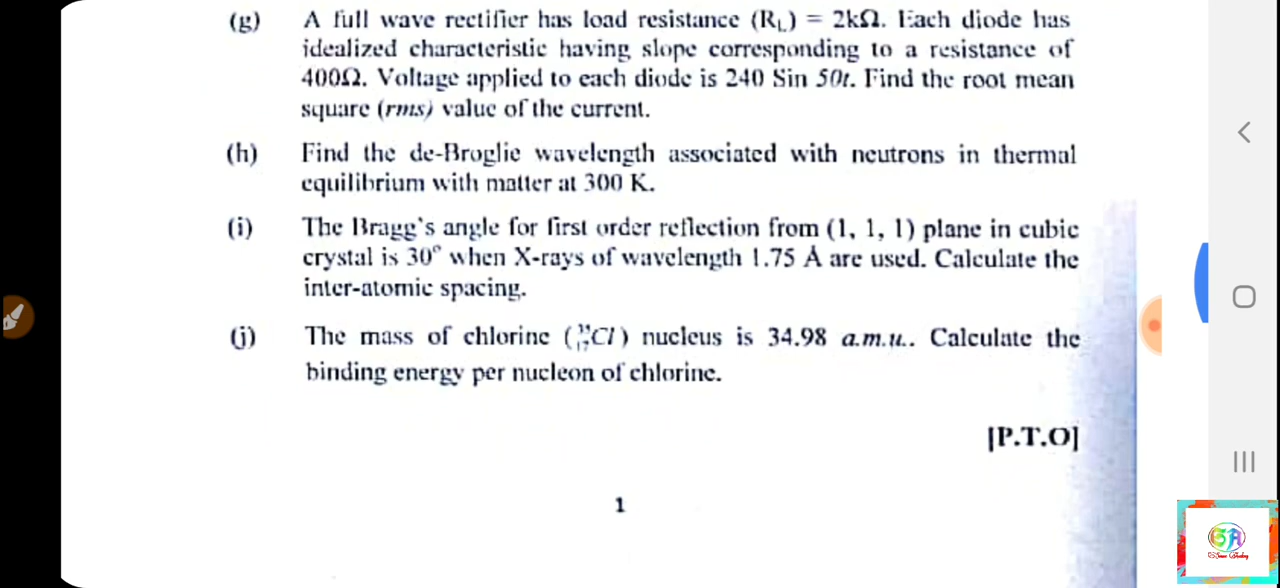 (g) A full wave rectifier has load resistance (R_L) = 2kΩ. Each diode has
idealized characteristic having slope corresponding to a resistance of
400Ω. Voltage applied to each diode is 240 Sin 50t. Find the root mean
square (rms) value of the current.
(h) Find the de-Broglie wavelength associated with neutrons in thermal
equilibrium with matter at 300 K.
(i) The Bragg's angle for first order reflection from (1, 1, 1) plane in cubic
crystal is 30° when X-rays of wavelength 1.75 Å are used. Calculate the
inter-atomic spacing.
(j) The mass of chlorine (Cl) nucleus is 34.98 a.m.u.. Calculate the
binding energy per nucleon of chlorine.
[P.T.O]
1